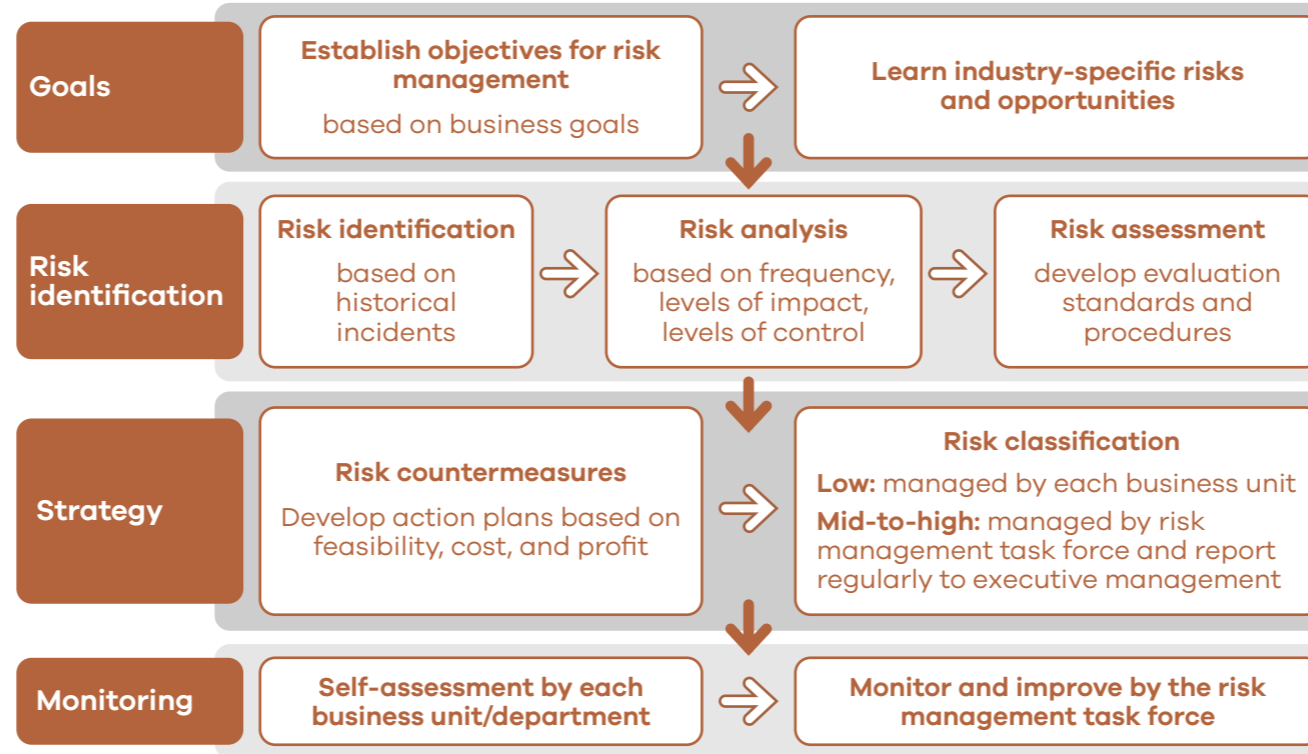 Goals
Establish objectives for risk
management
based on business goals
Learn industry-specific risks
and opportunities
Risk
identification
Risk identification
based on
historical
incidents
Risk analysis
based on frequency,
levels of impact,
levels of control
Risk assessment
develop evaluation
standards and
procedures
Strategy
Risk countermeasures
Develop action plans based on
feasibility, cost, and profit
Risk classification
Low: managed by each business unit
Mid-to-high: managed by risk
management task force and report
regularly to executive management
Monitoring
Self-assessment by each
business unit/department
Monitor and improve by the risk
management task force